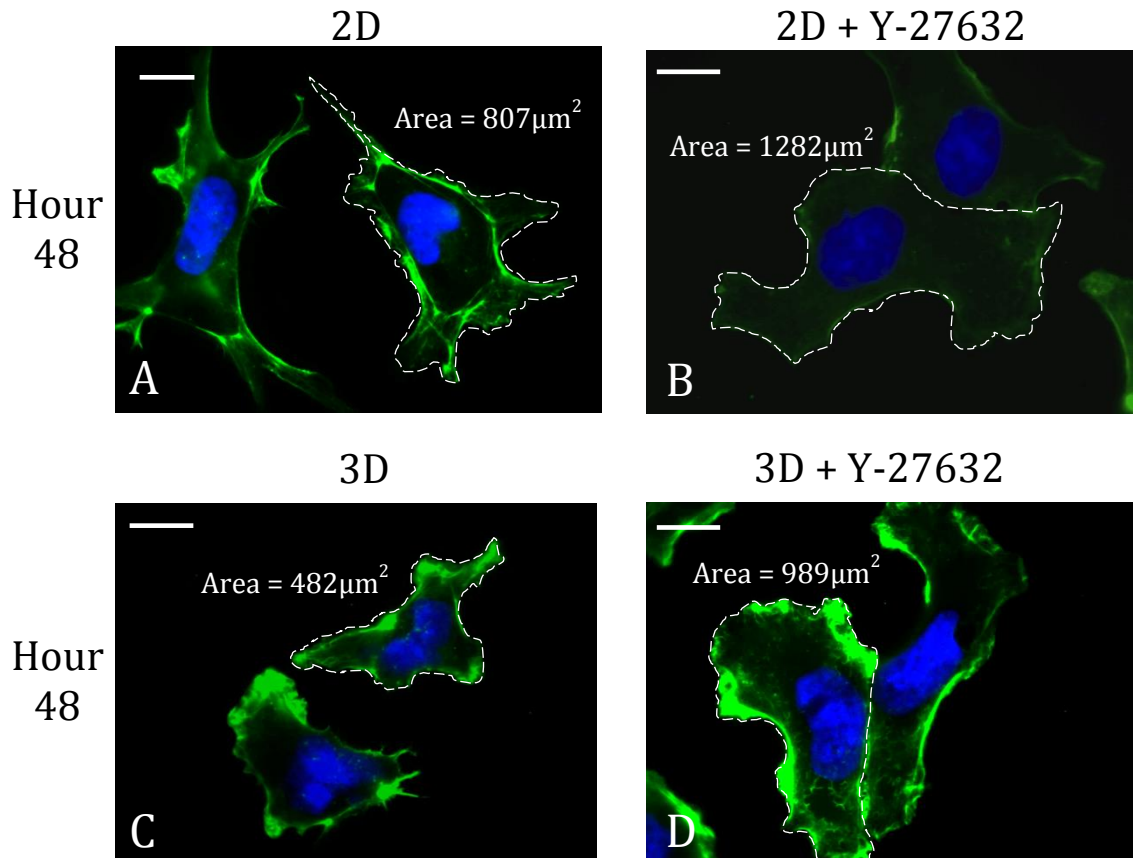 2D
2D + Y-27632
Hour
48
Area = 807µm²
A
Area = 1282µm²
B
3D
3D + Y-27632
Hour
48
Area = 482µm²
C
Area = 989µm²
D